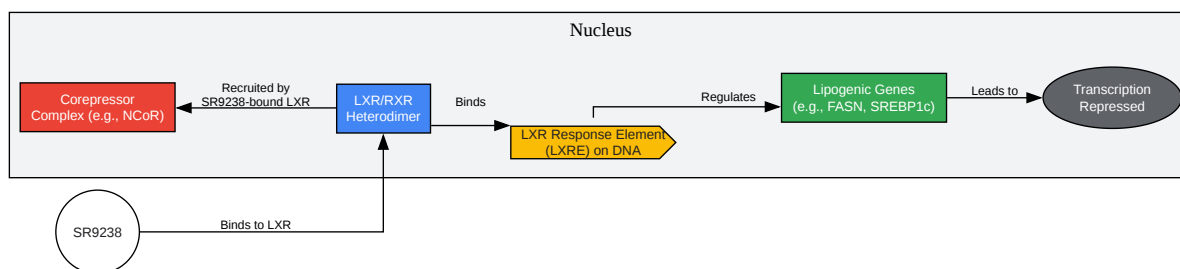 Nucleus
Corepressor
Complex (e.g., NCoR)
Recruited by
SR9238-bound LXR
LXR/RXR
Heterodimer
Binds
LXR Response Element
(LXRE) on DNA
Regulates
Lipogenic Genes
(e.g., FASN, SREBP1c)
Leads to
Transcription
Repressed
SR9238
Binds to LXR